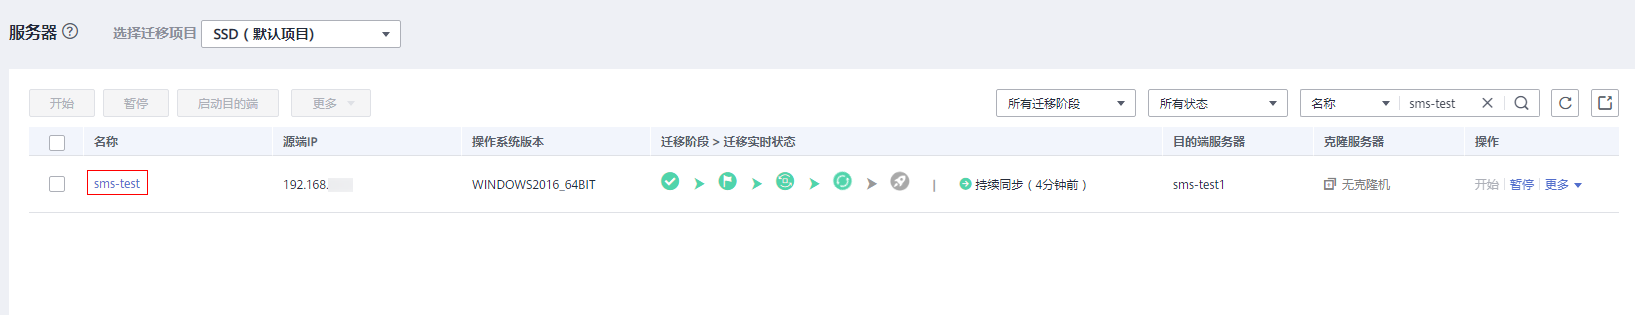 服务器 选择迁移项目 SSD（默认项目）
开始 暂停 启动目的端 更多 所有迁移阶段 所有状态 名称 sms-test
名称 源端IP 操作系统版本 迁移阶段 > 迁移实时状态 目的端服务器 克隆服务器 操作
sms-test 192.168. WINDOWS2016_64BIT | 持续同步（4分钟前） sms-test1 无克隆机 开始 暂停 更多